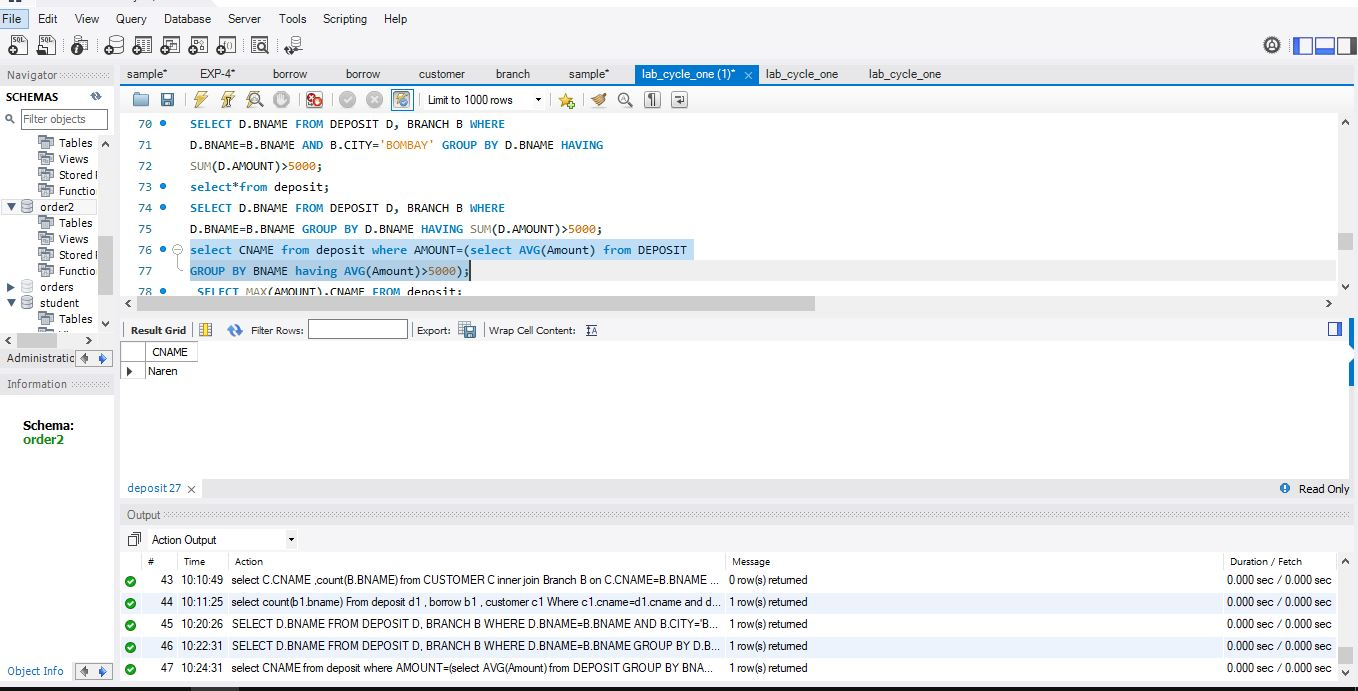 File Edit View Query Database Server Tools Scripting Help
Navigator
sample* EXP-4* borrow borrow customer branch sample* lab_cycle_one (1)* × lab_cycle_one lab_cycle_one
SCHEMAS
Limit to 1000 rows
Filter objects
Tables
Views
Stored
Functio
order2
Tables
Views
Stored
Functio
orders
student
Tables
70 SELECT D.BNAME FROM DEPOSIT D, BRANCH B WHERE
71 D.BNAME=B.BNAME AND B.CITY='BOMBAY' GROUP BY D.BNAME HAVING
72 SUM(D.AMOUNT)>5000;
73 select*from deposit;
74 SELECT D.BNAME FROM DEPOSIT D, BRANCH B WHERE
75 D.BNAME=B.BNAME GROUP BY D.BNAME HAVING SUM(D.AMOUNT)>5000;
76 select CNAME from deposit where AMOUNT=(select AVG(Amount) from DEPOSIT
77 GROUP BY BNAME having AVG(Amount)>5000);
78 SELECT MAX(AMOUNT),CNAME FROM deposit;
Result Grid Filter Rows: Export: Wrap Cell Content:
CNAME
Naren
Administratic
Information
Schema:
order2
deposit 27 × Read Only
Output
Action Output
# Time Action Message Duration / Fetch
43 10:10:49 select C.CNAME ,count(B.BNAME) from CUSTOMER C inner join Branch B on C.CNAME=B.BNAME ... 0 row(s) returned 0.000 sec / 0.000 sec
44 10:11:25 select count(b1.bname) From deposit d1 , borrow b1 , customer c1 Where c1.cname=d1.cname and d... 1 row(s) returned 0.000 sec / 0.000 sec
45 10:20:26 SELECT D.BNAME FROM DEPOSIT D, BRANCH B WHERE D.BNAME=B.BNAME AND B.CITY='B... 1 row(s) returned 0.000 sec / 0.000 sec
46 10:22:31 SELECT D.BNAME FROM DEPOSIT D, BRANCH B WHERE D.BNAME=B.BNAME GROUP BY D.B... 1 row(s) returned 0.000 sec / 0.000 sec
47 10:24:31 select CNAME from deposit where AMOUNT=(select AVG(Amount) from DEPOSIT GROUP BY BNA... 1 row(s) returned 0.000 sec / 0.000 sec
Object Info